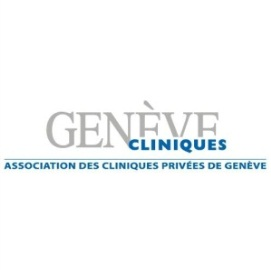 GENÈVE
CLINIQUES
ASSOCIATION DES CLINIQUES PRIVÉES DE GENÈVE